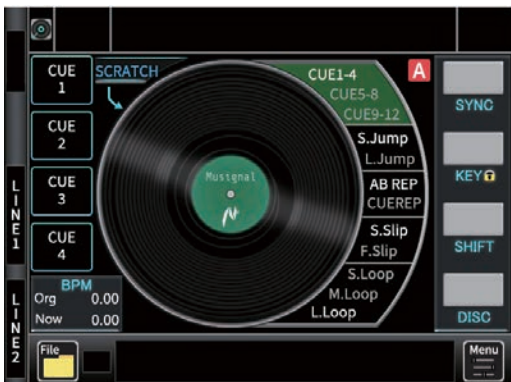 CUE
1
SCRATCH
CUE1-4
CUE5-8
CUE9-12
A
SYNC
CUE
2
S.Jump
L.Jump
KEY
CUE
3
Musignal
AB REP
CUEREP
CUE
4
S.Slip
F.Slip
SHIFT
S.Loop
M.Loop
L.Loop
DISC
BPM
Org 0.00
Now 0.00
LINE1
LINE2
File
Menu